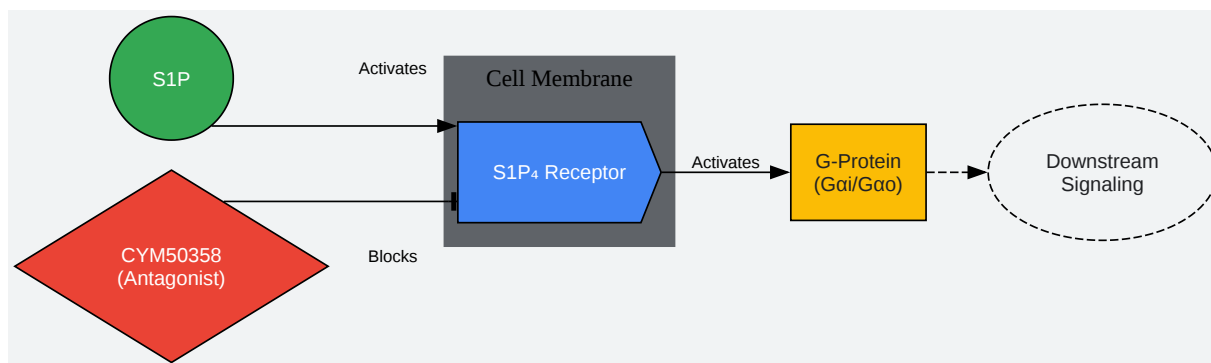 S1P
Activates
Cell Membrane
S1P₄ Receptor
Activates
G-Protein
(Gαi/Gαo)
Downstream
Signaling
CYM50358
(Antagonist)
Blocks